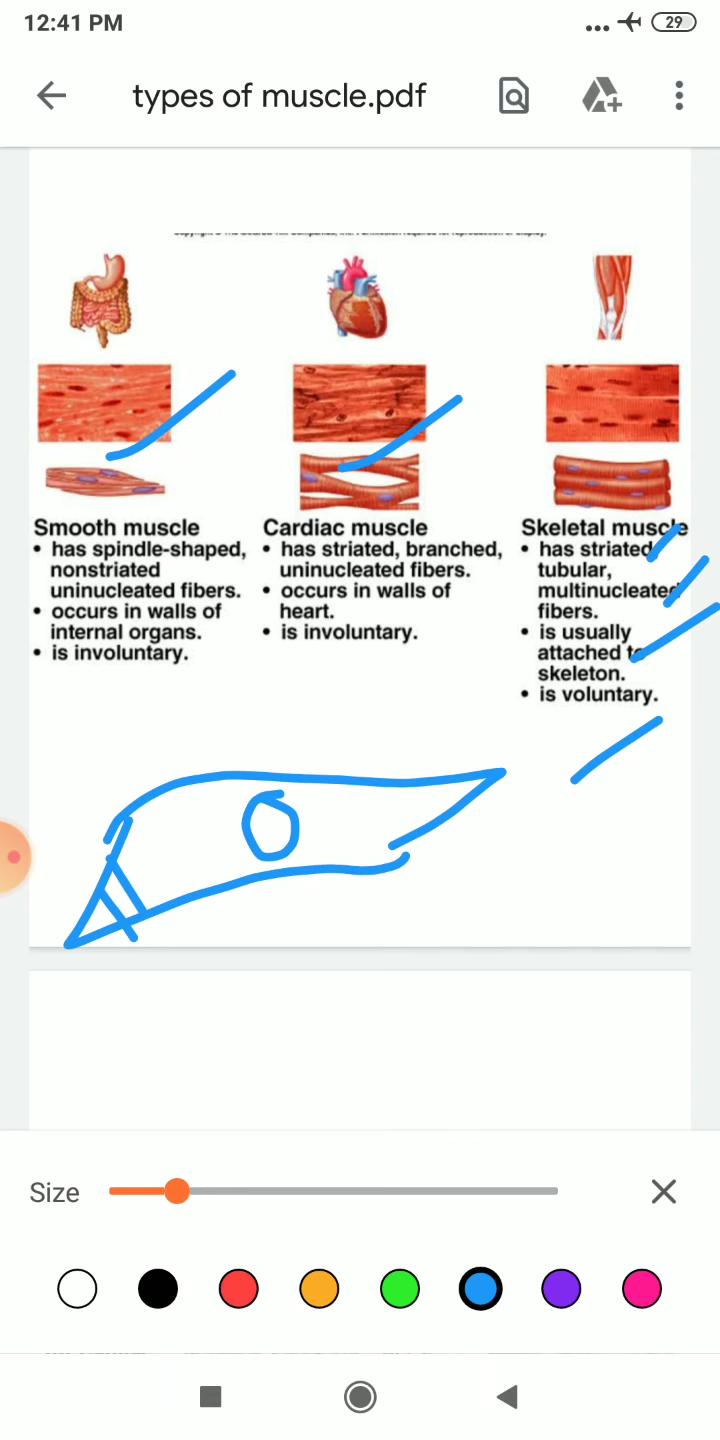 12:41 PM
29
types of muscle.pdf
Smooth muscle
• has spindle-shaped,
nonstriated
uninucleated fibers.
• occurs in walls of
internal organs.
• is involuntary.
Cardiac muscle
• has striated, branched,
uninucleated fibers.
• occurs in walls of
heart.
• is involuntary.
Skeletal muscle
• has striated
tubular,
multinucleated
fibers.
• is usually
attached to
skeleton.
• is voluntary.
Size